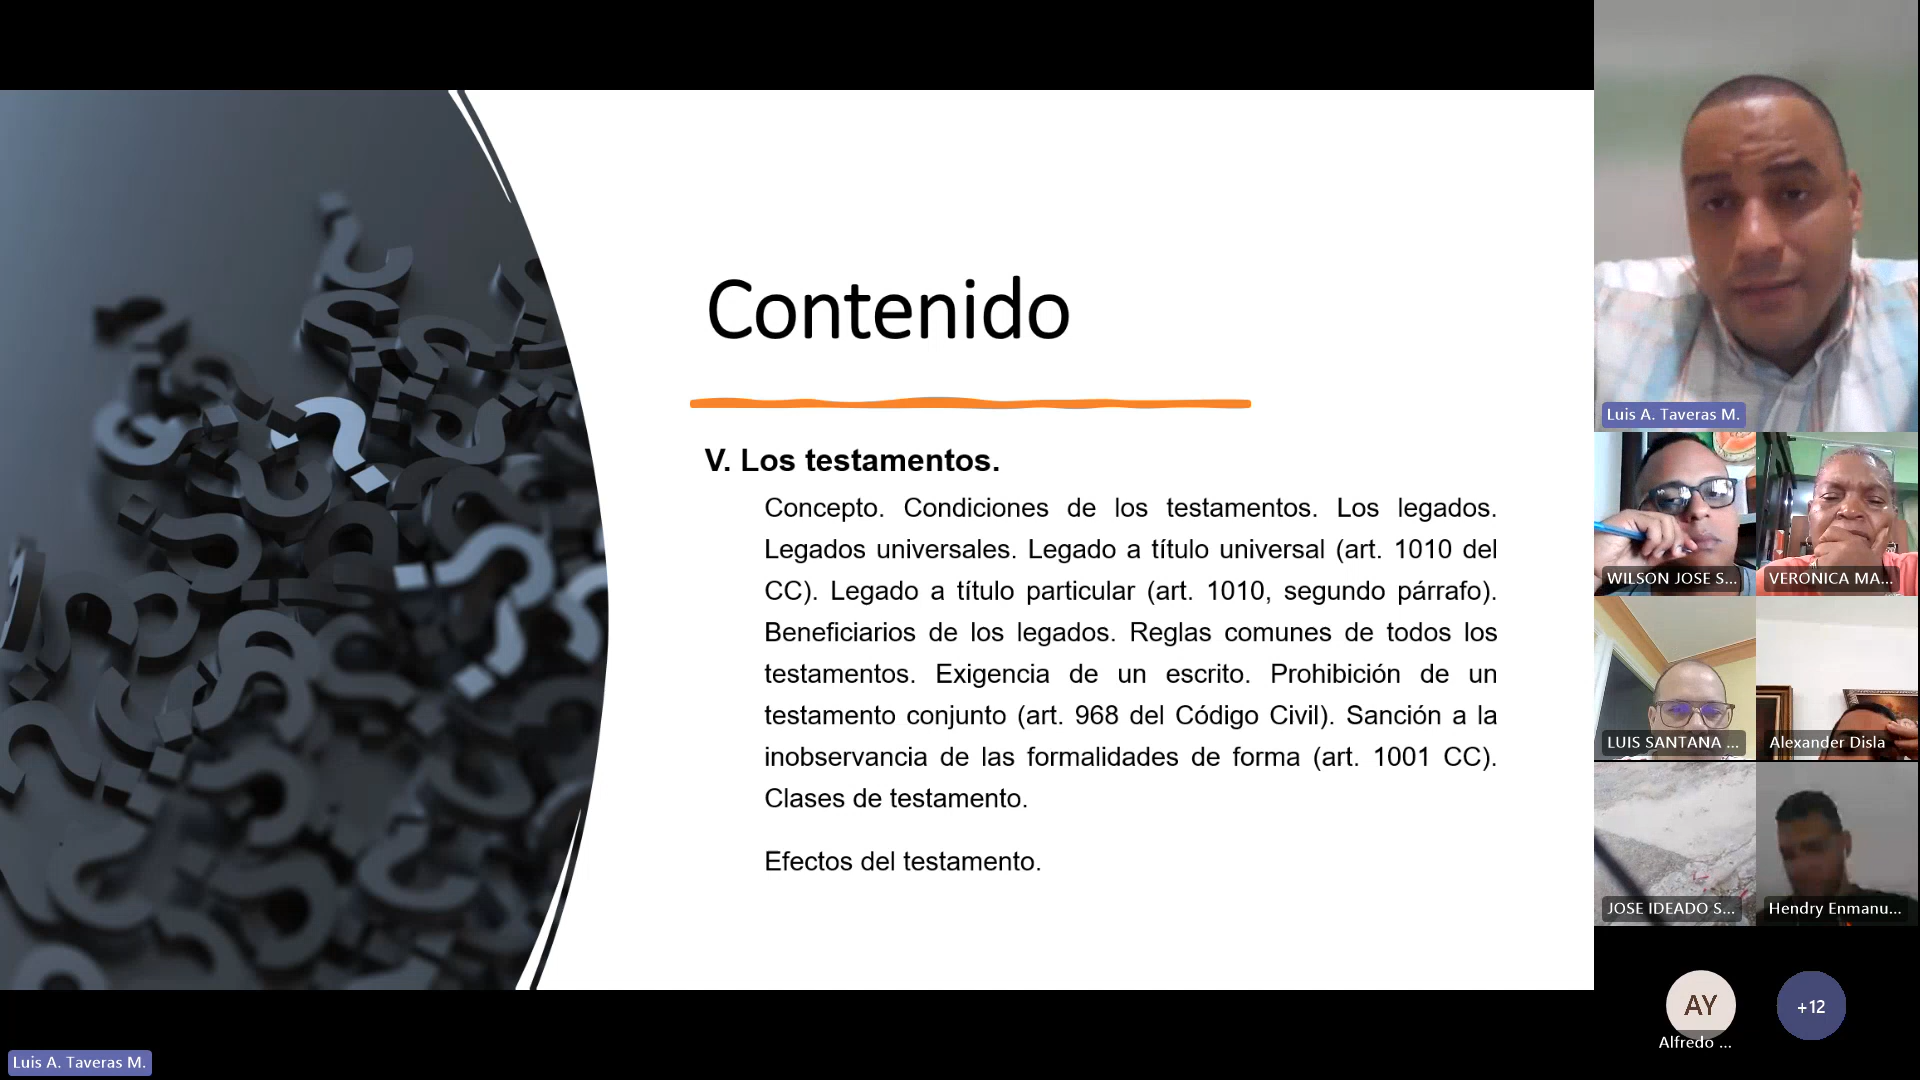 Contenido
V. Los testamentos.
Concepto. Condiciones de los testamentos. Los legados.
Legados universales. Legado a título universal (art. 1010 del
CC). Legado a título particular (art. 1010, segundo párrafo).
Beneficiarios de los legados. Reglas comunes de todos los
testamentos. Exigencia de un escrito. Prohibición de un
testamento conjunto (art. 968 del Código Civil). Sanción a la
inobservancia de las formalidades de forma (art. 1001 CC).
Clases de testamento.
Efectos del testamento.
Luis A. Taveras M.
WILSON JOSE S...
VERONICA MA...
LUIS SANTANA ...
Alexander Disla
JOSE IDEADO S...
Hendry Enmanu...
AY
+12
Alfredo ...
Luis A. Taveras M.